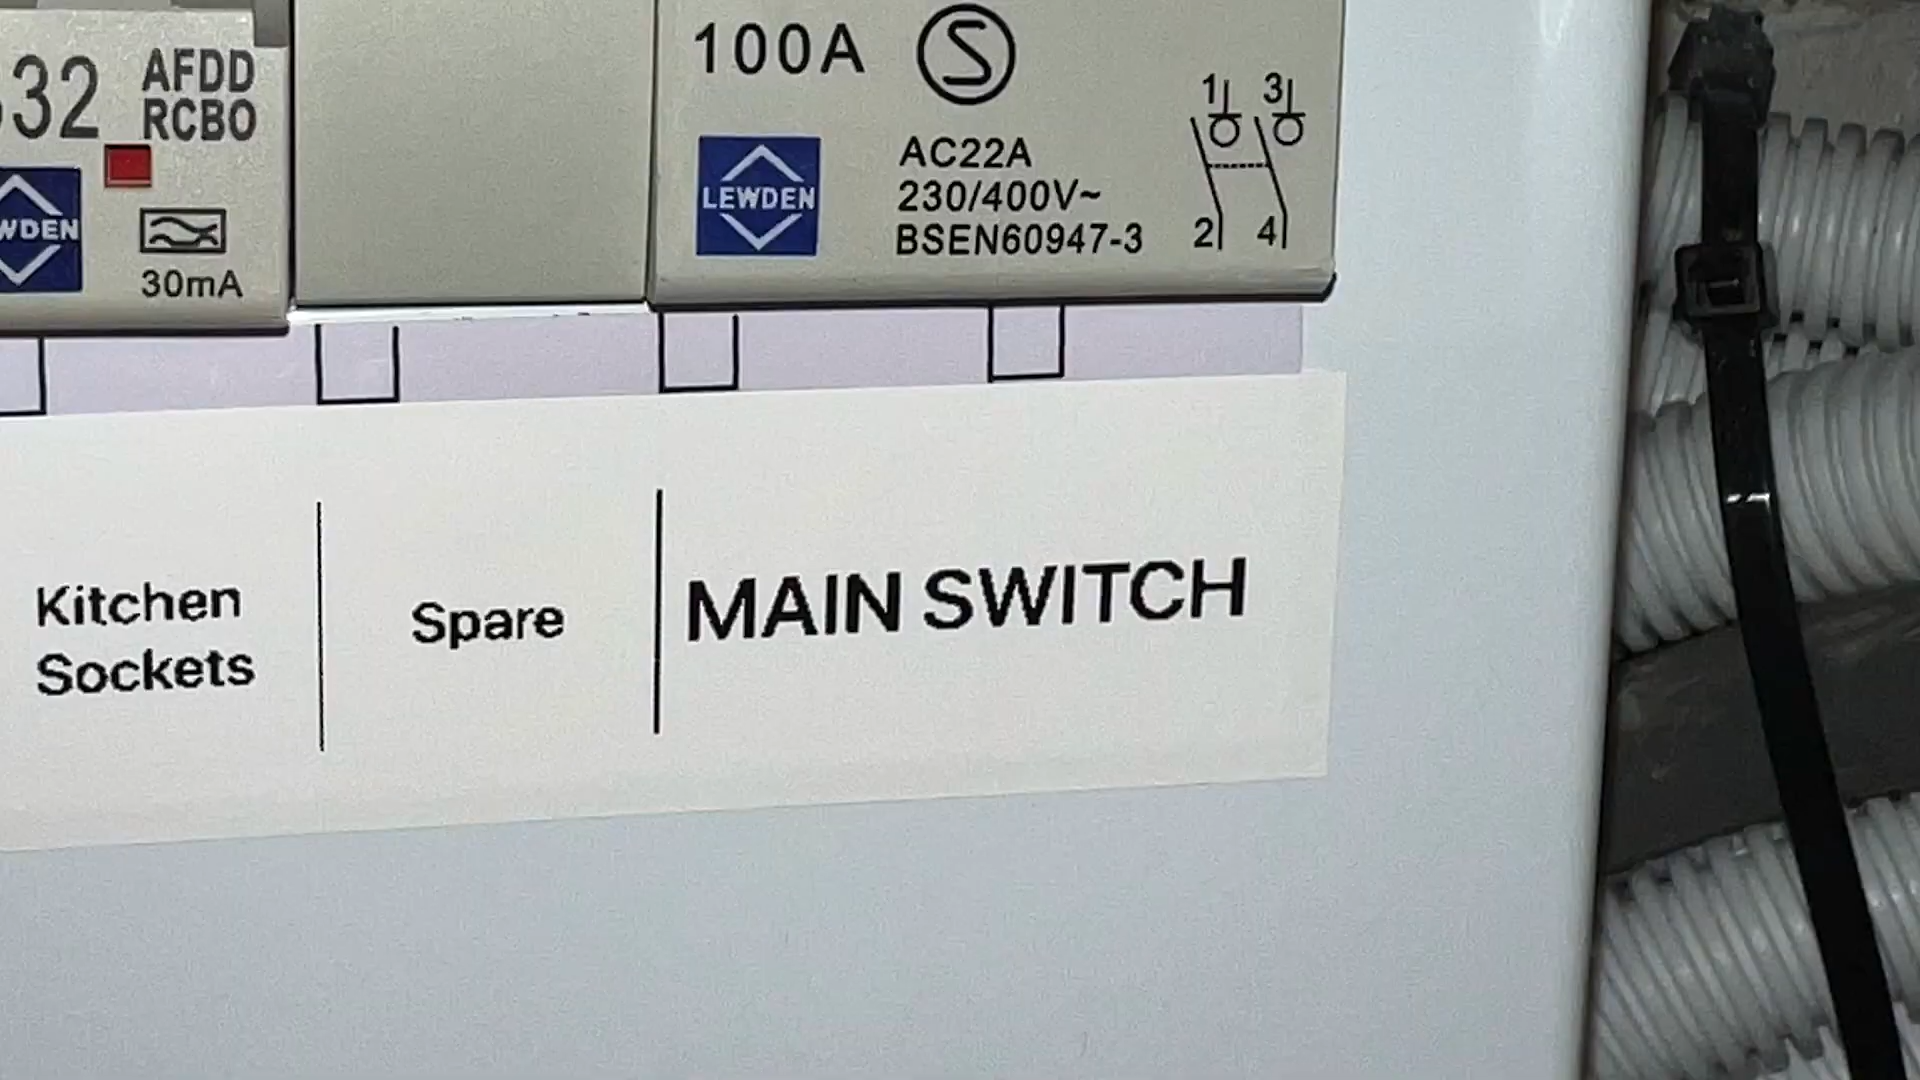 32
AFDD
RCBO
WDEN
30mA
100A
S
LEWDEN
AC22A
230/400V~
BSEN60947-3
1 3
2 4
Kitchen
Sockets
Spare
MAIN SWITCH